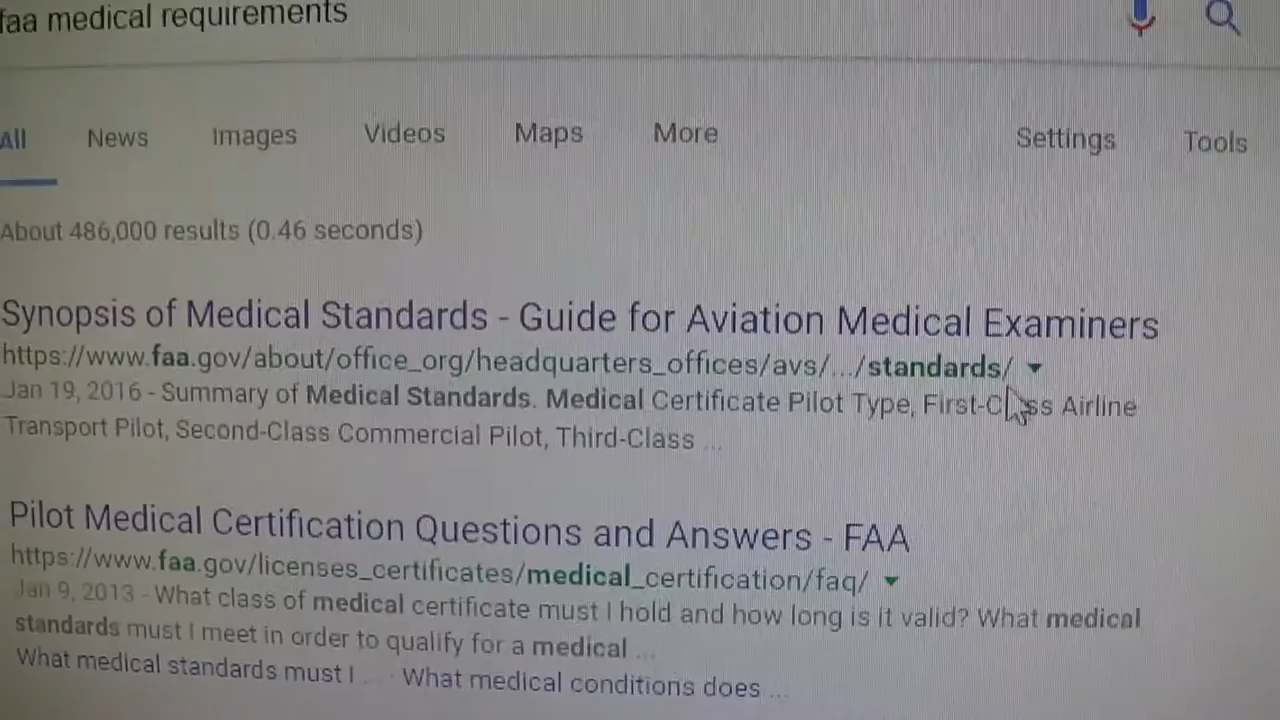 faa medical requirements
All News Images Videos Maps More Settings Tools
About 486,000 results (0.46 seconds)
Synopsis of Medical Standards - Guide for Aviation Medical Examiners
https://www.faa.gov/about/office_org/headquarters_offices/avs/.../standards/
Jan 19, 2016 - Summary of Medical Standards. Medical Certificate Pilot Type, First-Class Airline
Transport Pilot, Second-Class Commercial Pilot, Third-Class ...
Pilot Medical Certification Questions and Answers - FAA
https://www.faa.gov/licenses_certificates/medical_certification/faq/
Jan 9, 2013 - What class of medical certificate must I hold and how long is it valid? What medical
standards must I meet in order to qualify for a medical ...
What medical standards must I ... · What medical conditions does ...